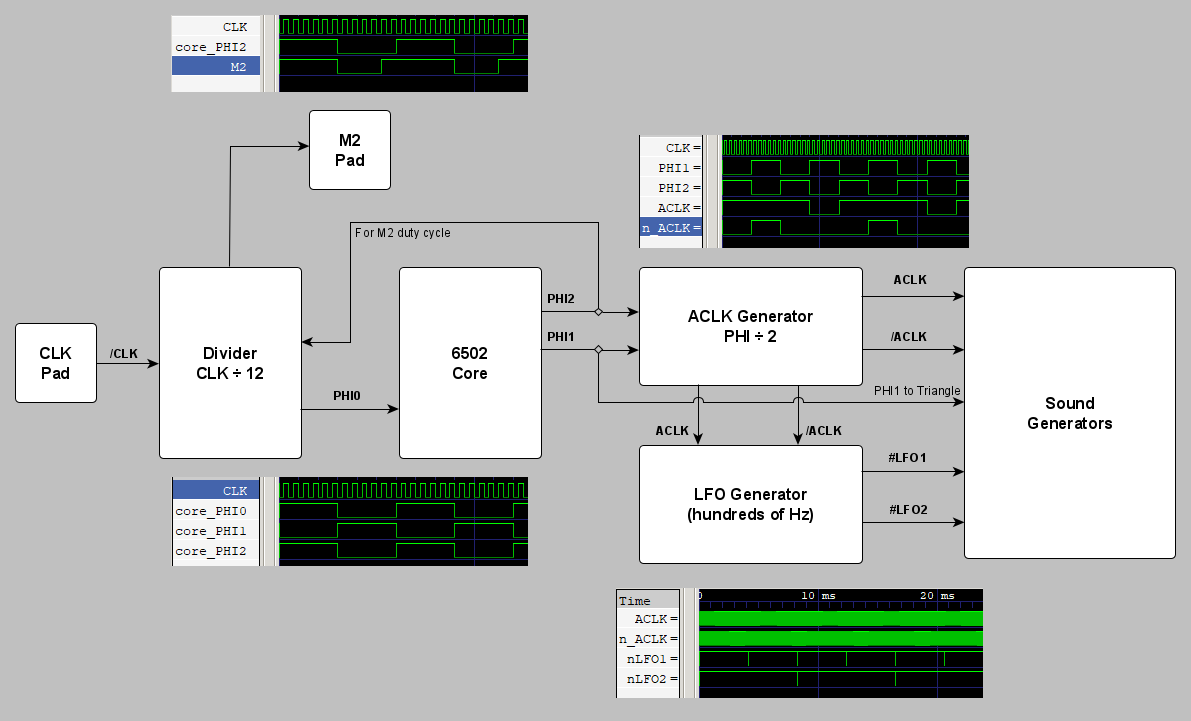 CLK
core_PHI2
M2
M2
Pad
CLK =
PHI1 =
PHI2 =
ACLK =
n_ACLK =
For M2 duty cycle
CLK
Pad
/CLK
Divider
CLK ÷ 12
PHI0
6502
Core
PHI2
PHI1
ACLK Generator
PHI ÷ 2
ACLK
/ACLK
PHI1 to Triangle
Sound
Generators
ACLK
/ACLK
LFO Generator
(hundreds of Hz)
#LFO1
#LFO2
CLK
core_PHI0
core_PHI1
core_PHI2
Time
0 10 ms 20 ms
ACLK =
n_ACLK =
nLFO1 =
nLFO2 =